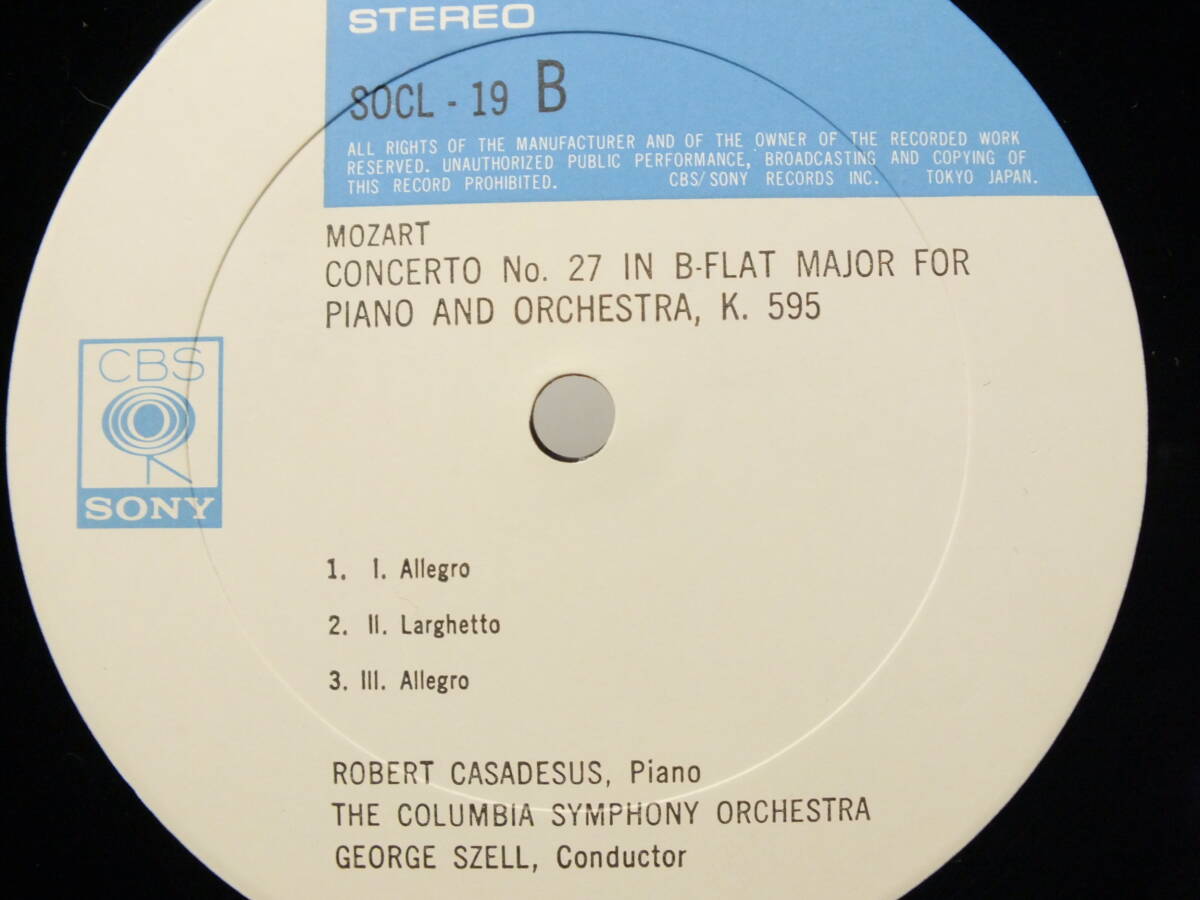 STEREO
SOCL - 19 B
ALL RIGHTS OF THE MANUFACTURER AND OF THE OWNER OF THE RECORDED WORK
RESERVED. UNAUTHORIZED PUBLIC PERFORMANCE, BROADCASTING AND COPYING OF
THIS RECORD PROHIBITED. CBS/SONY RECORDS INC. TOKYO JAPAN.
MOZART
CONCERTO No. 27 IN B-FLAT MAJOR FOR
PIANO AND ORCHESTRA, K. 595
CBS
SONY
1. I. Allegro
2. II. Larghetto
3. III. Allegro
ROBERT CASADESUS, Piano
THE COLUMBIA SYMPHONY ORCHESTRA
GEORGE SZELL, Conductor